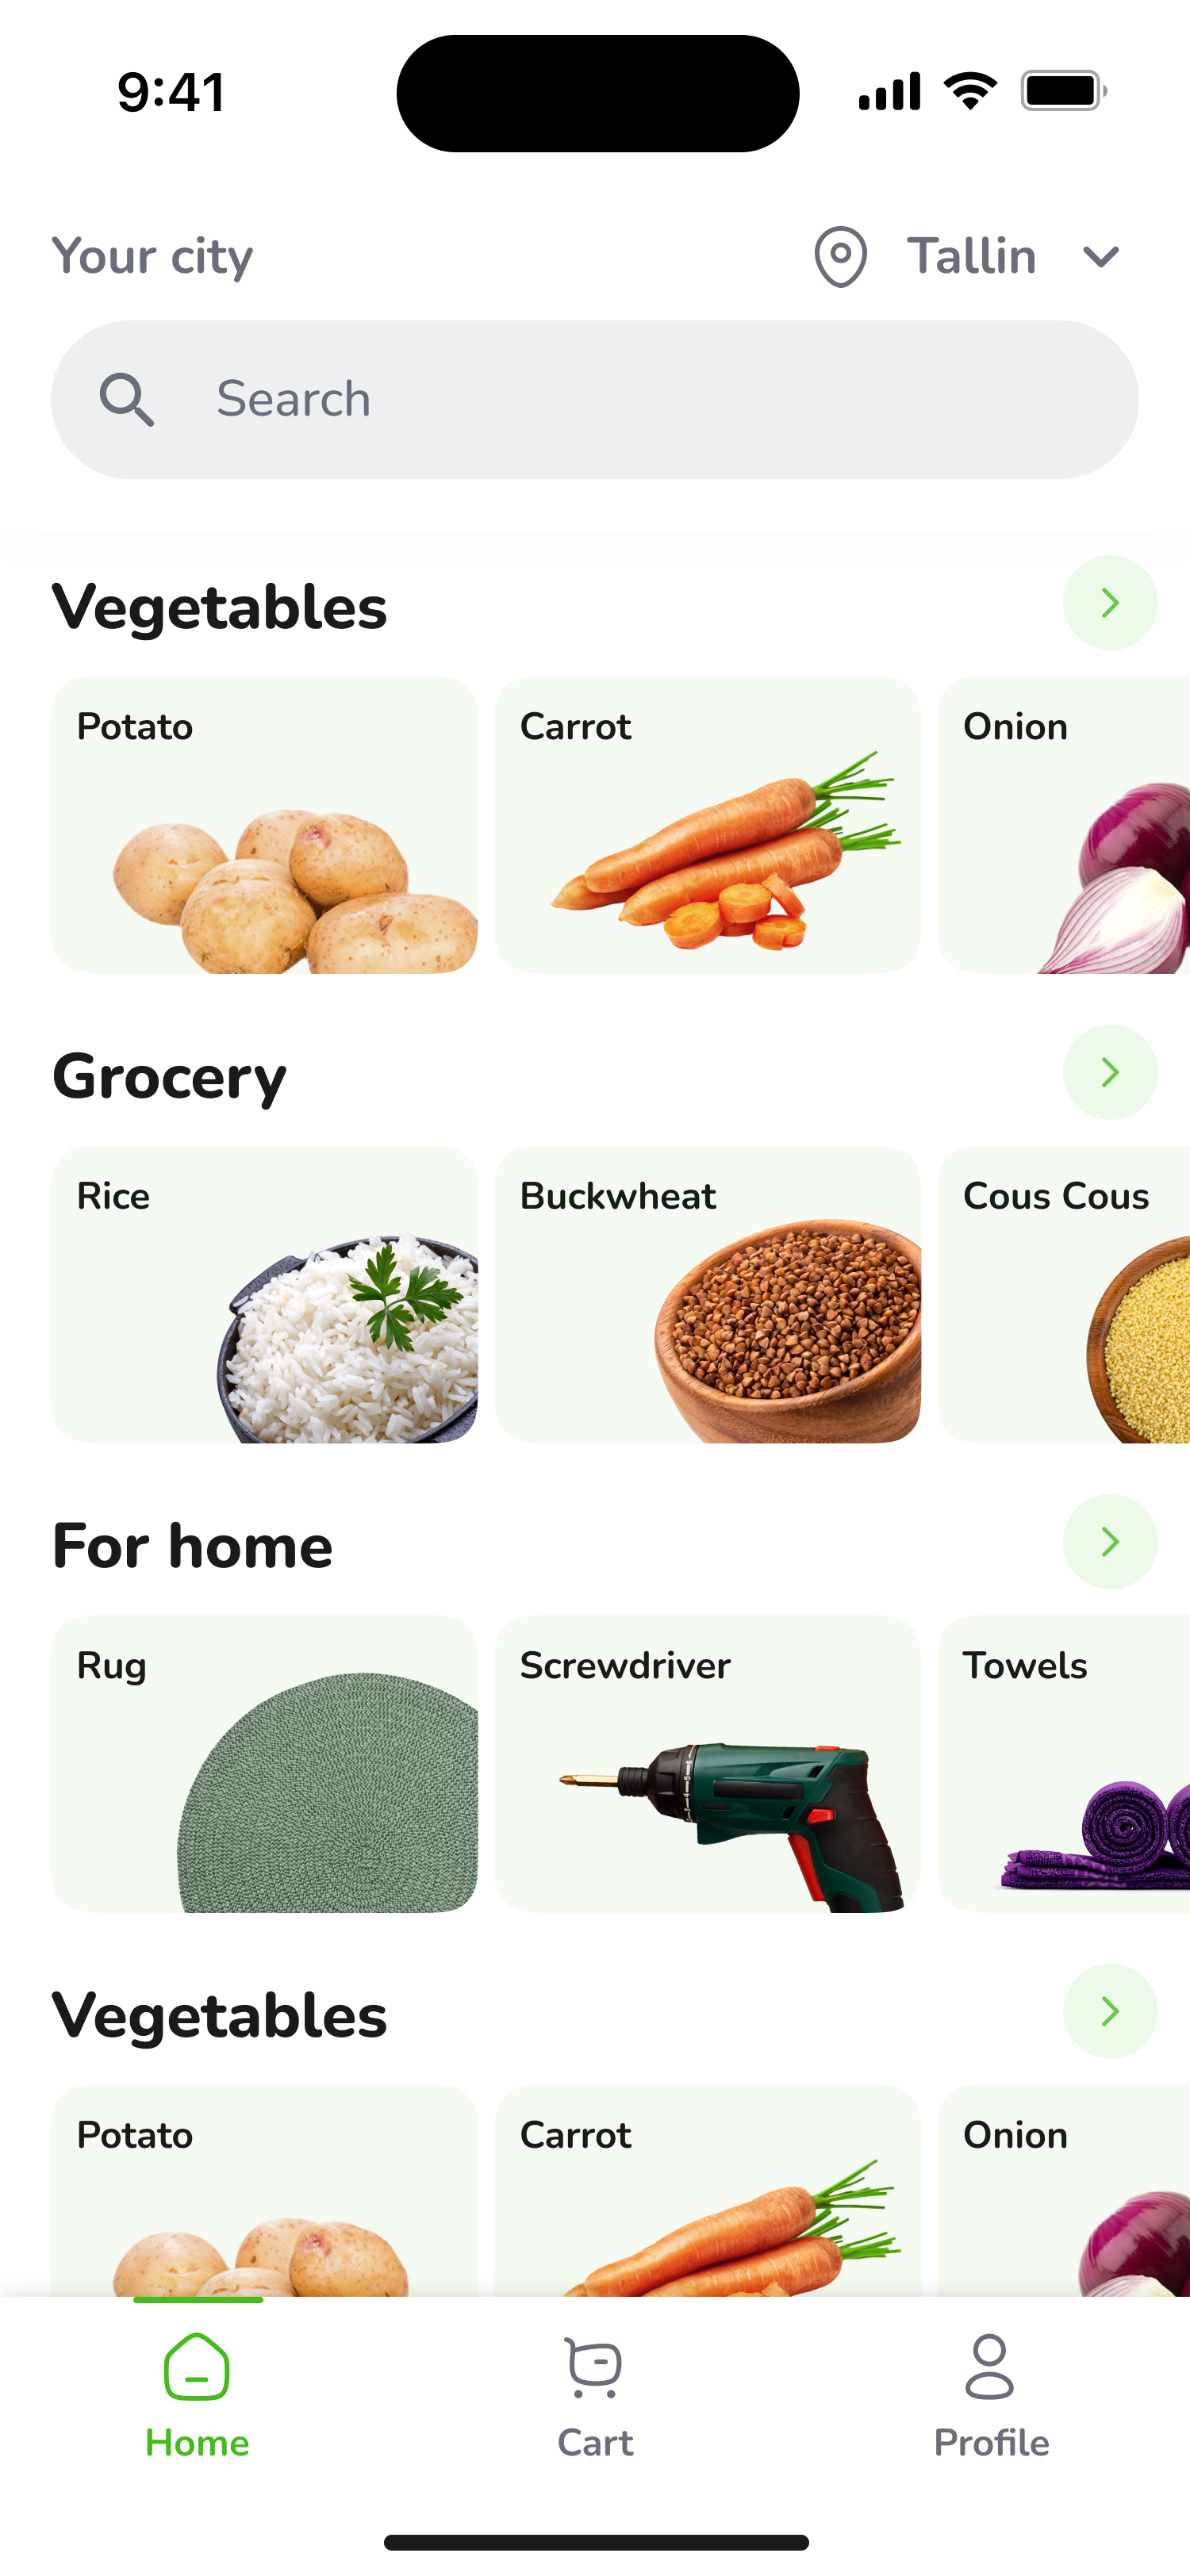 9:41
Your city
Tallin
Search
Vegetables
Potato
Carrot
Onion
Grocery
Rice
Buckwheat
Cous Cous
For home
Rug
Screwdriver
Towels
Vegetables
Potato
Carrot
Onion
Home
Cart
Profile